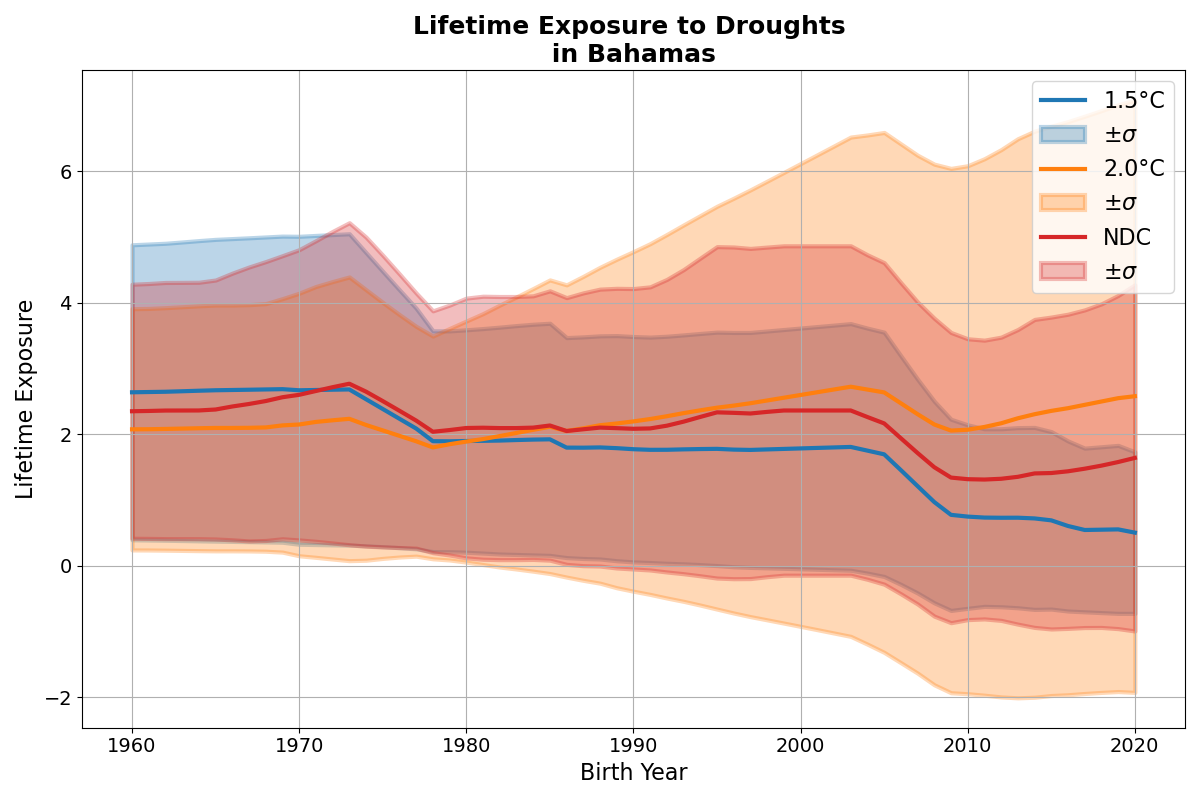 Lifetime Exposure to Droughts
in Bahamas
Lifetime Exposure
6
4
2
0
−2
1960
1970
1980
1990
2000
2010
2020
Birth Year
1.5°C
±σ
2.0°C
±σ
NDC
±σ